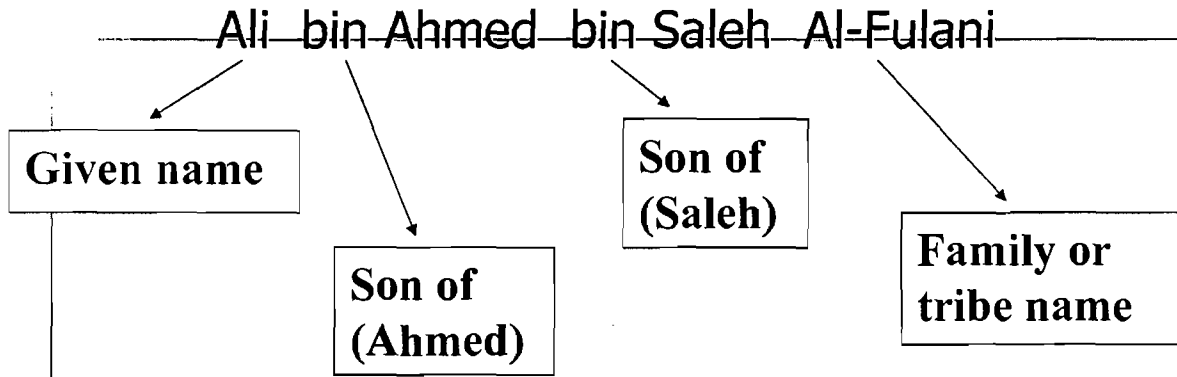 Ali bin Ahmed bin Saleh Al-Fulani
Given name
Son of
(Ahmed)
Son of
(Saleh)
Family or
tribe name